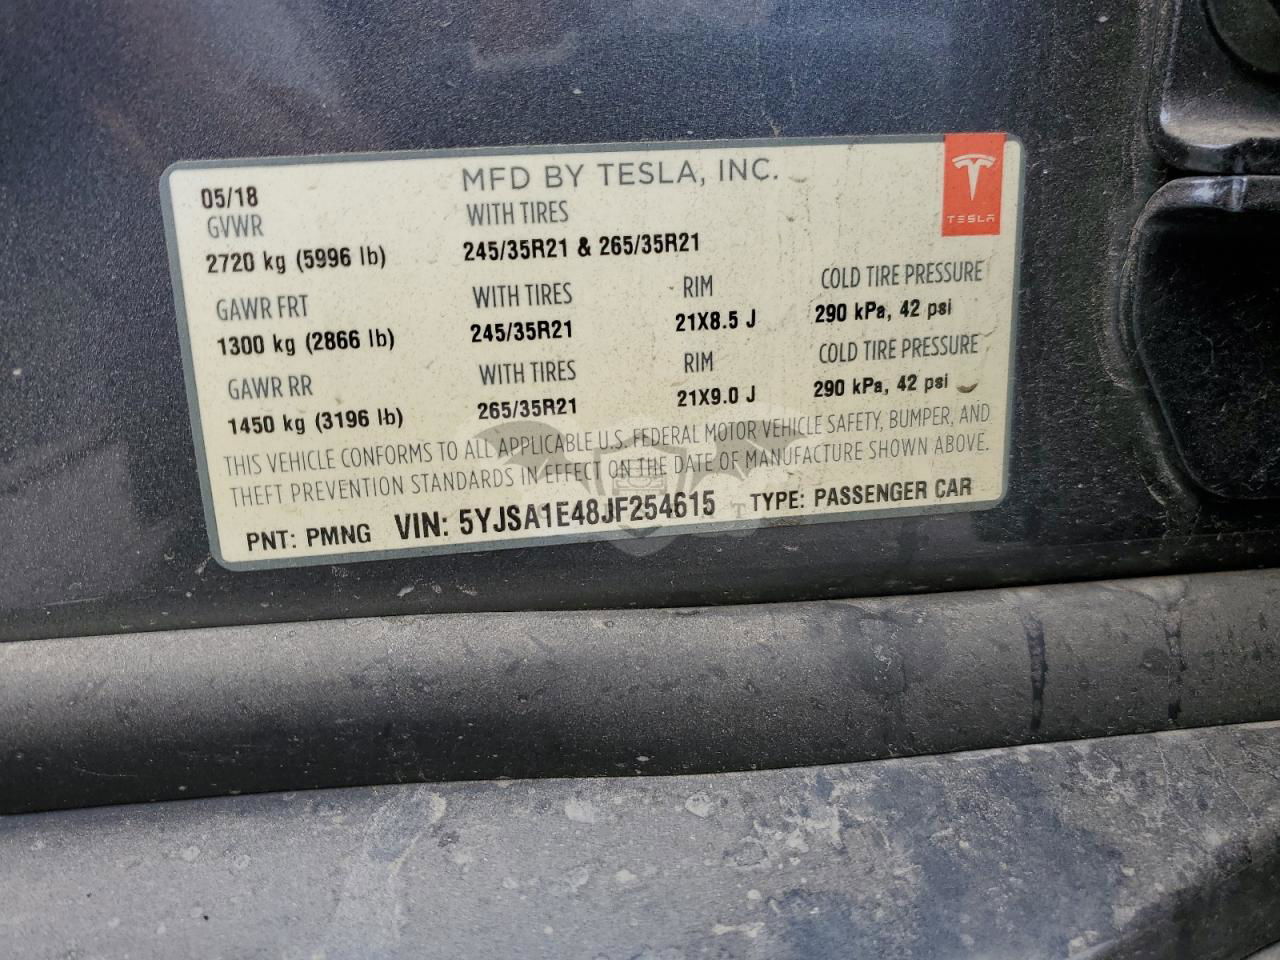 MFD BY TESLA, INC.
05/18
GVWR WITH TIRES
2720 kg (5996 lb) 245/35R21 & 265/35R21
TESLA
GAWR FRT WITH TIRES RIM COLD TIRE PRESSURE
1300 kg (2866 lb) 245/35R21 21X8.5 J 290 kPa, 42 psi
GAWR RR WITH TIRES RIM COLD TIRE PRESSURE
1450 kg (3196 lb) 265/35R21 21X9.0 J 290 kPa, 42 psi
THIS VEHICLE CONFORMS TO ALL APPLICABLE U.S. FEDERAL MOTOR VEHICLE SAFETY, BUMPER, AND
THEFT PREVENTION STANDARDS IN EFFECT ON THE DATE OF MANUFACTURE SHOWN ABOVE.
PNT: PMNG VIN: 5YJSA1E48JF254615 TYPE: PASSENGER CAR